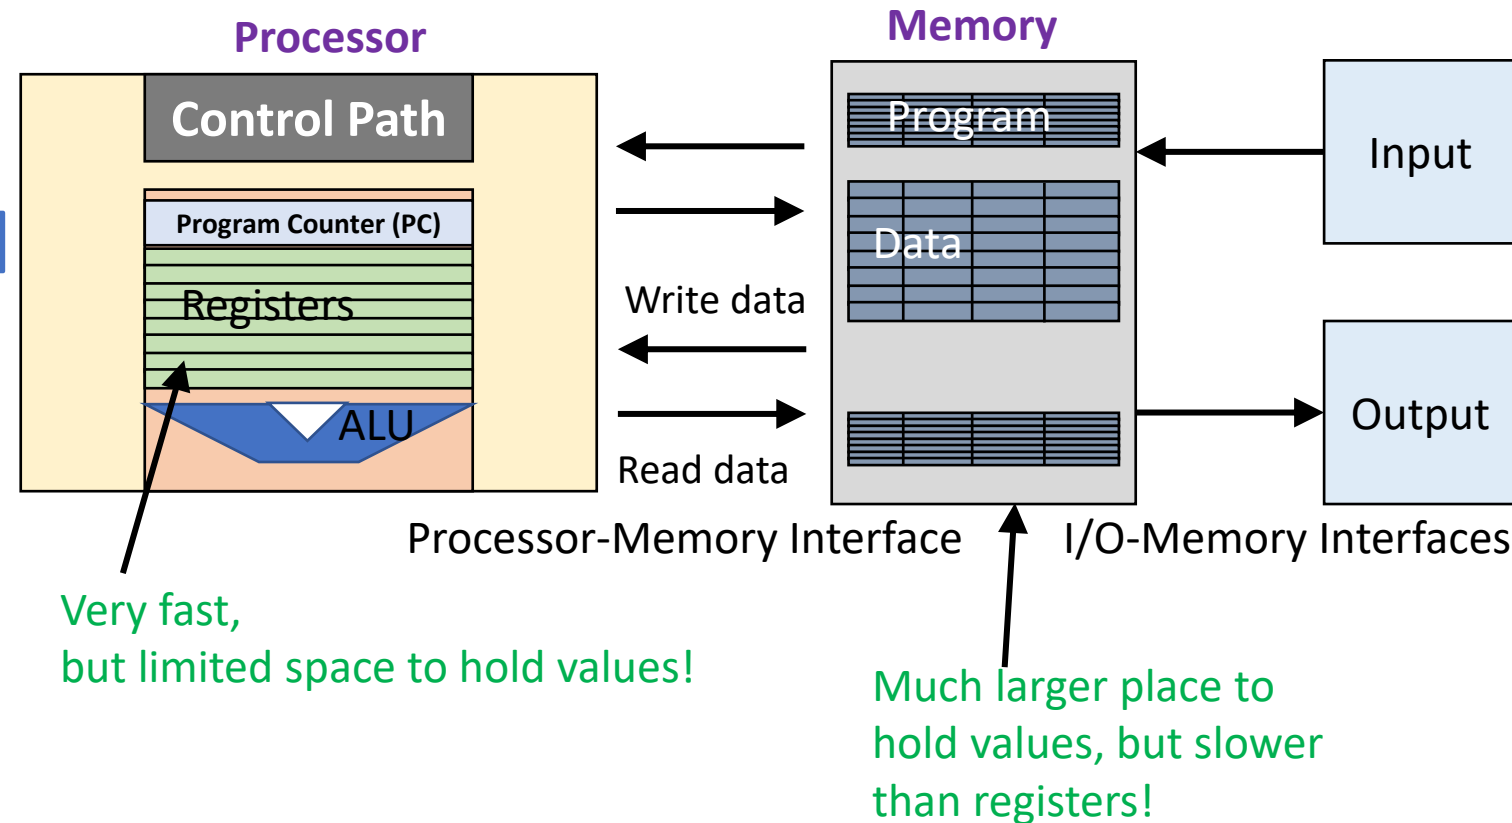 Processor
Memory
Control Path
Program
Input
Program Counter (PC)
Data
Registers
Write data
ALU
Output
Read data
Processor-Memory Interface
I/O-Memory Interfaces
Very fast,
but limited space to hold values!
Much larger place to
hold values, but slower
than registers!